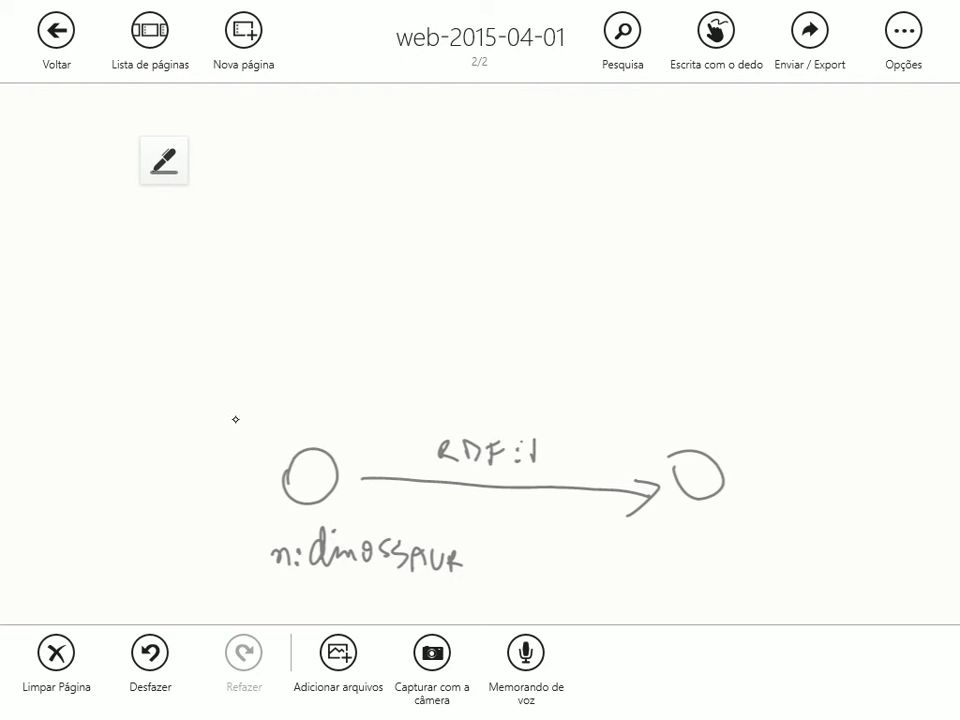 Voltar
Lista de páginas
Nova página
web-2015-04-01
2/2
Pesquisa
Escrita com o dedo
Enviar / Export
Opções
n:dinossaur
Limpar Página
Desfazer
Refazer
Adicionar arquivos
Capturar com a
câmera
Memorando de
voz